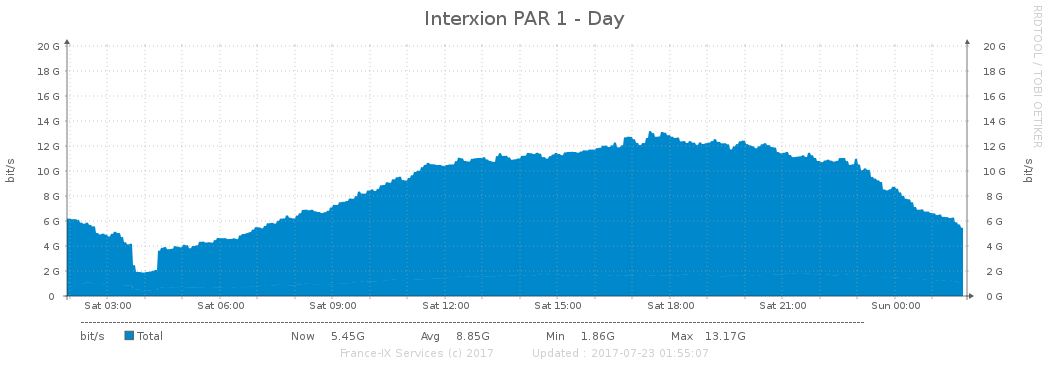 Interxion PAR 1 - Day
RRDTOOL / TOBI OETIKER
20 G 20 G
18 G 18 G
16 G 16 G
14 G 14 G
12 G 12 G
10 G 10 G
8 G 8 G
6 G 6 G
4 G 4 G
2 G 2 G
0 0 G
bit/s bit/s
Sat 03:00 Sat 06:00 Sat 09:00 Sat 12:00 Sat 15:00 Sat 18:00 Sat 21:00 Sun 00:00
bit/s Total Now 5.45G Avg 8.85G Min 1.86G Max 13.17G
France-IX Services (c) 2017 Updated : 2017-07-23 01:55:07